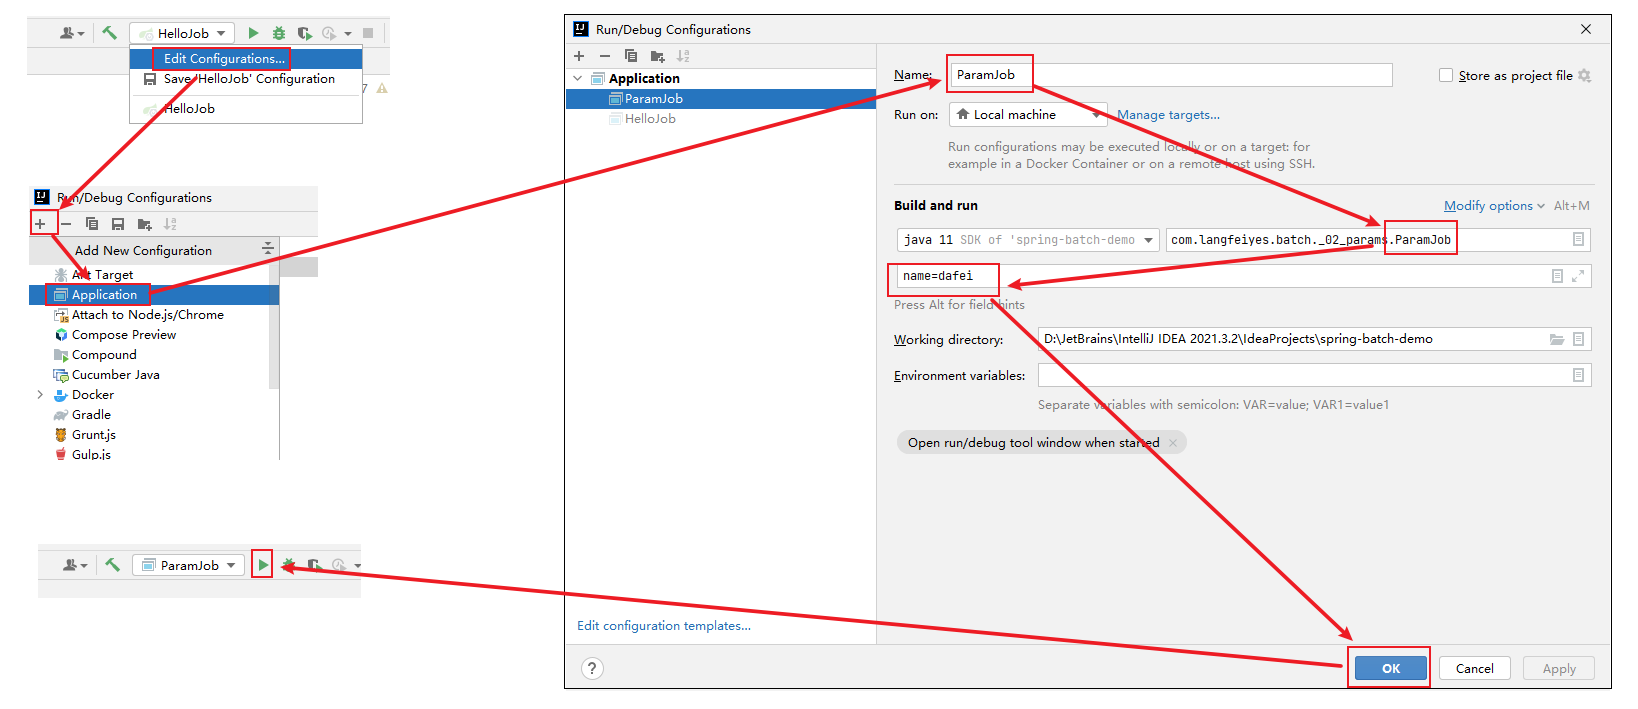 HelloJob
Edit Configurations...
Save 'HelloJob' Configuration
HelloJob
7
Run/Debug Configurations
Add New Configuration
Ant Target
Application
Attach to Node.js/Chrome
Compose Preview
Compound
Cucumber Java
Docker
Gradle
Grunt.js
Gulp.js
ParamJob
Run/Debug Configurations
Application
ParamJob
HelloJob
Edit configuration templates...
Name: ParamJob Store as project file
Run on: Local machine Manage targets...
Run configurations may be executed locally or on a target: for
example in a Docker Container or on a remote host using SSH.
Build and run Modify options Alt+M
java 11 SDK of 'spring-batch-demo com.langfeiyes.batch._02_params.ParamJob
name=dafei
Press Alt for field hints
Working directory: D:\JetBrains\IntelliJ IDEA 2021.3.2\IdeaProjects\spring-batch-demo
Environment variables:
Separate variables with semicolon: VAR=value; VAR1=value1
Open run/debug tool window when started
? OK Cancel Apply